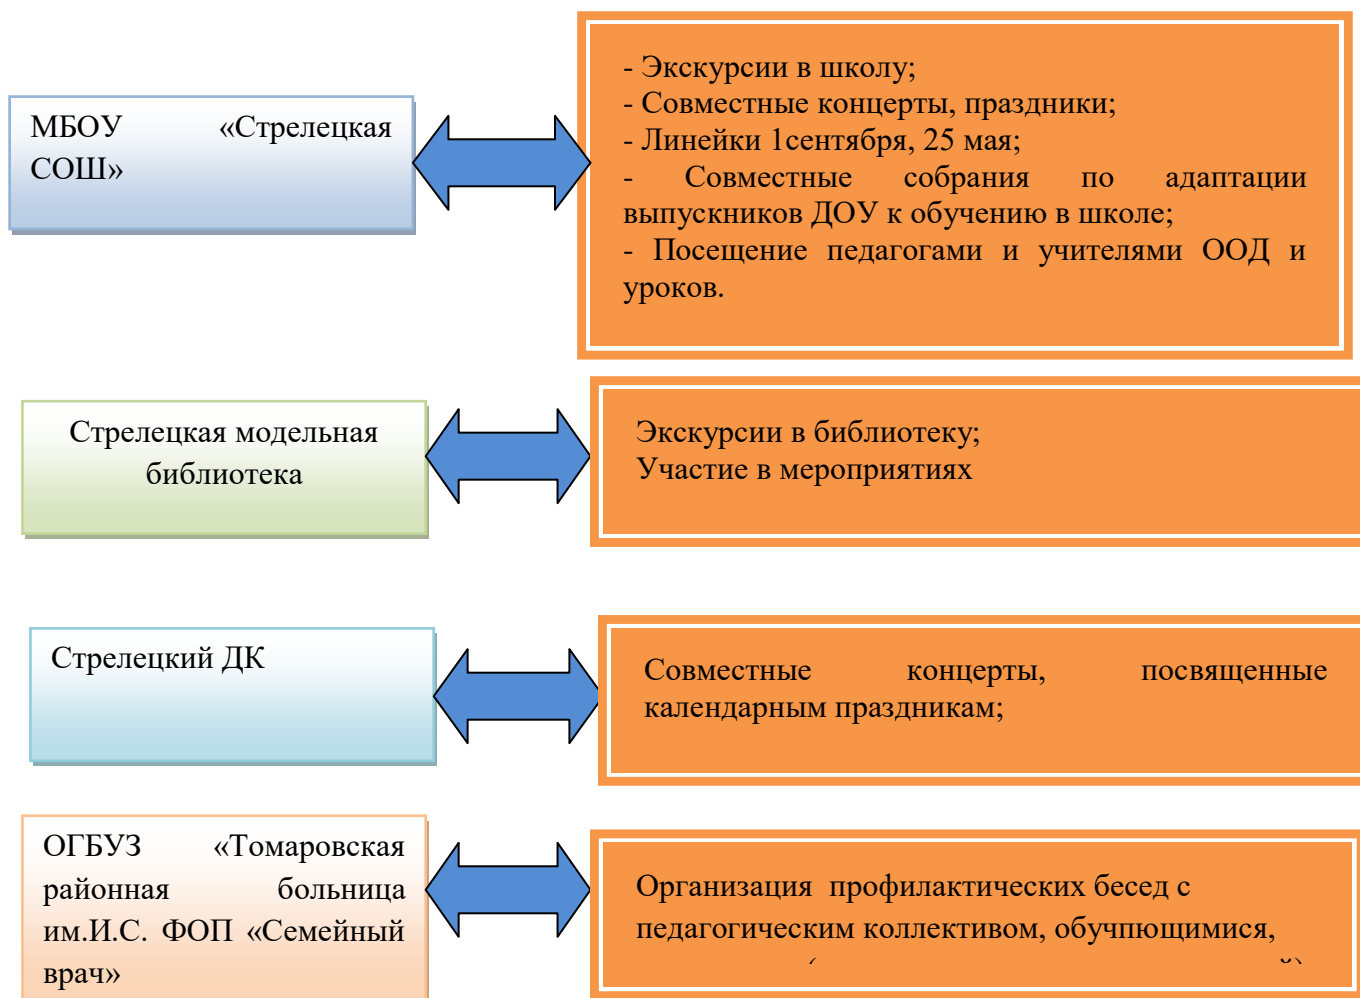 МБОУ «Стрелецкая
СОШ»
- Экскурсии в школу;
- Совместные концерты, праздники;
- Линейки 1сентября, 25 мая;
- Совместные собрания по адаптации
выпускников ДОУ к обучению в школе;
- Посещение педагогами и учителями ООД и
уроков.
Стрелецкая модельная
библиотека
Экскурсии в библиотеку;
Участие в мероприятиях
Стрелецкий ДК
Совместные концерты, посвященные
календарным праздникам;
ОГБУЗ «Томаровская
районная больница
им.И.С. ФОП «Семейный
врач»
Организация профилактических бесед с
педагогическим коллективом, обучпющимися,